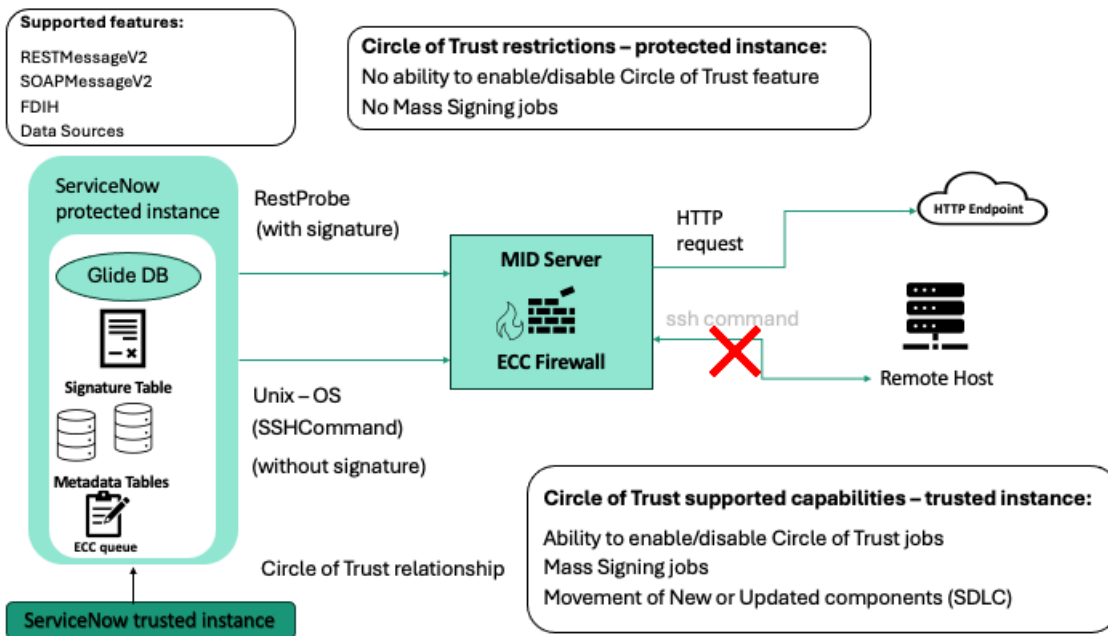 Supported features:
RESTMessageV2
SOAPMessageV2
FDIH
Data Sources
Circle of Trust restrictions – protected instance:
No ability to enable/disable Circle of Trust feature
No Mass Signing jobs
ServiceNow
protected instance
Glide DB
Signature Table
Metadata Tables
ECC queue
ServiceNow trusted instance
RestProbe
(with signature)
Unix – OS
(SSHCommand)
(without signature)
Circle of Trust relationship
MID Server
ECC Firewall
HTTP
request
ssh command
HTTP Endpoint
Remote Host
Circle of Trust supported capabilities – trusted instance:
Ability to enable/disable Circle of Trust jobs
Mass Signing jobs
Movement of New or Updated components (SDLC)